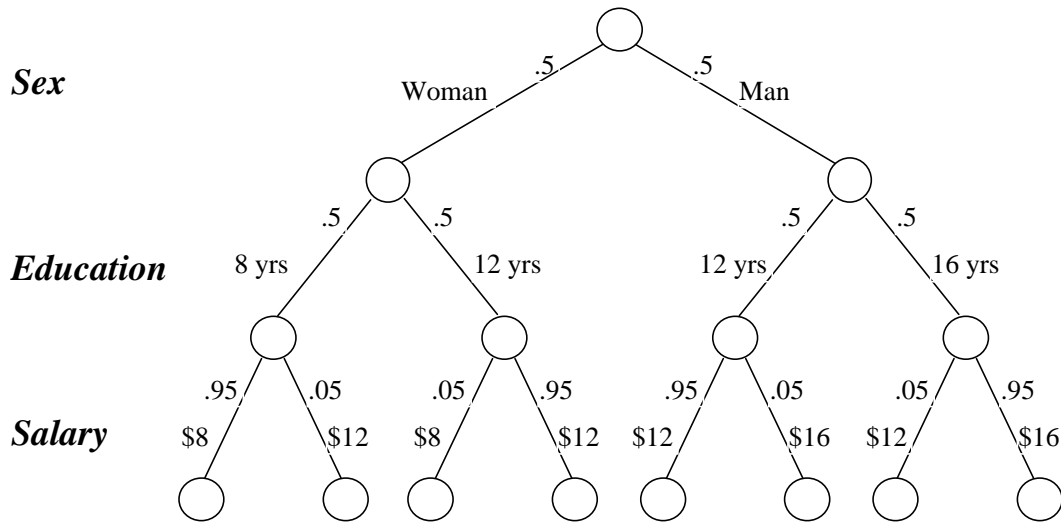 .5 .5
Sex
Woman Man
.5 .5 .5 .5
Education 8 yrs 12 yrs 12 yrs 16 yrs
.95 .05 .05 .95 .95 .05 .05 .95
Salary $8 $12 $8 $12 $12 $16 $12 $16